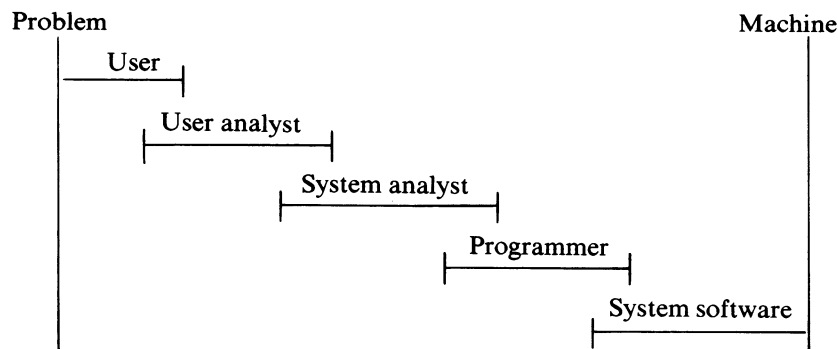 Problem
Machine
User
User analyst
System analyst
Programmer
System software